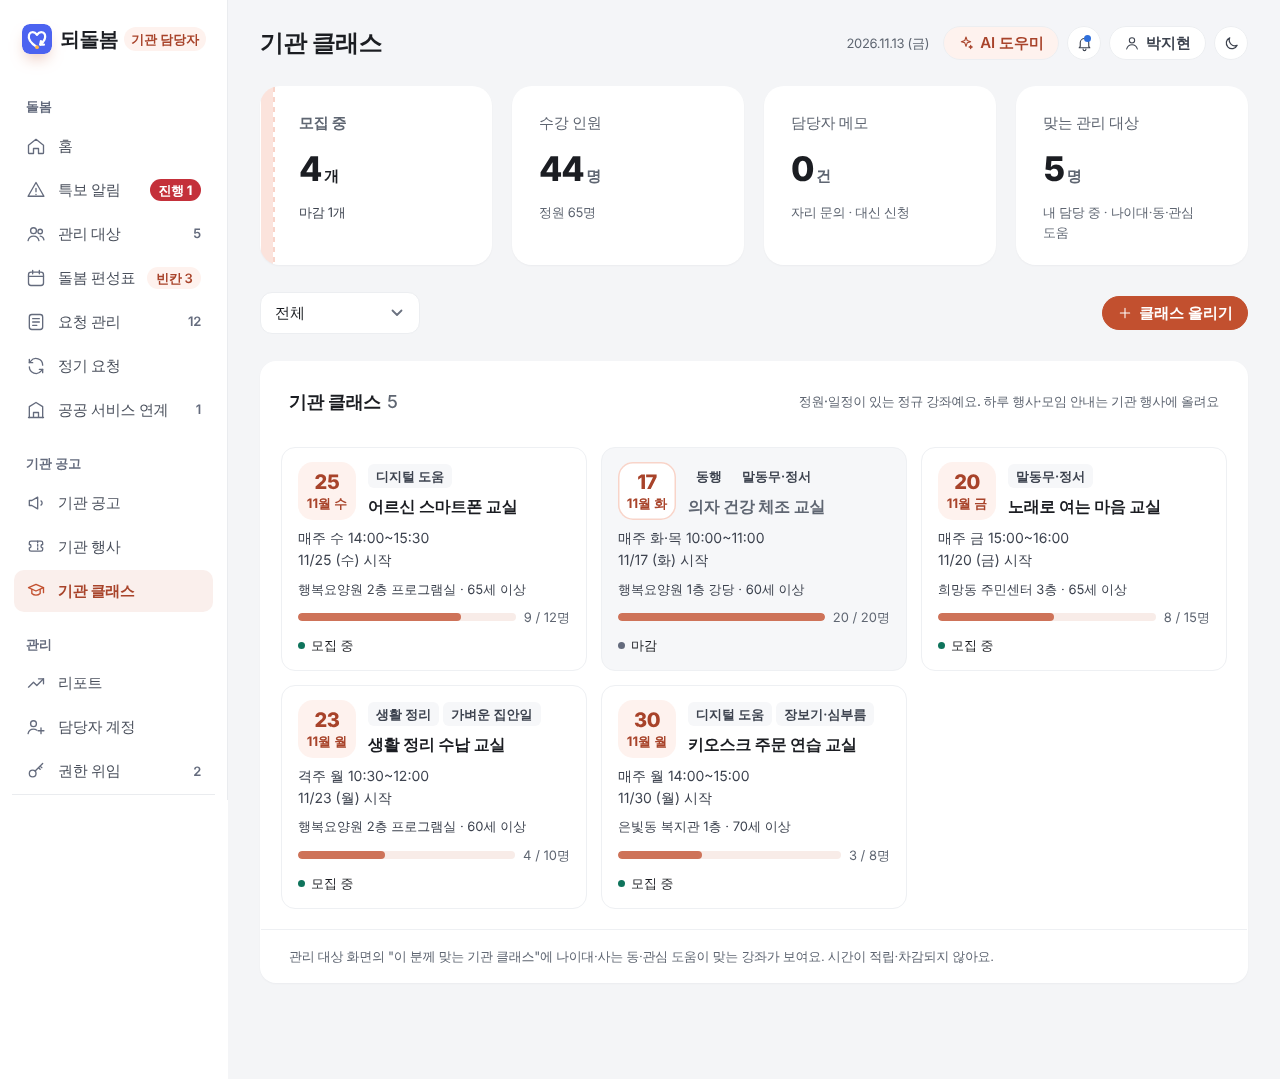 되돌봄 기관 담당자
돌봄
홈
특보 알림 진행 1
관리 대상 5
돌봄 편성표 빈칸 3
요청 관리 12
정기 요청
공공 서비스 연계 1
기관 공고
기관 공고
기관 행사
기관 클래스
관리
리포트
담당자 계정
권한 위임 2
기관 클래스
2026.11.13 (금) AI 도우미 박지현
모집 중
4개
마감 1개
수강 인원
44명
정원 65명
담당자 메모
0건
자리 문의 · 대신 신청
맞는 관리 대상
5명
내 담당 중 · 나이대·동·관심
도움
전체
클래스 올리기
기관 클래스 5
정원·일정이 있는 정규 강좌예요. 하루 행사·모임 안내는 기관 행사에 올려요
25
11월 수
디지털 도움
어르신 스마트폰 교실
매주 수 14:00~15:30
11/25 (수) 시작
행복요양원 2층 프로그램실 · 65세 이상
9 / 12명
모집 중
17
11월 화
동행 말동무·정서
의자 건강 체조 교실
매주 화·목 10:00~11:00
11/17 (화) 시작
행복요양원 1층 강당 · 60세 이상
20 / 20명
마감
20
11월 금
말동무·정서
노래로 여는 마음 교실
매주 금 15:00~16:00
11/20 (금) 시작
희망동 주민센터 3층 · 65세 이상
8 / 15명
모집 중
23
11월 월
생활 정리 가벼운 집안일
생활 정리 수납 교실
격주 월 10:30~12:00
11/23 (월) 시작
행복요양원 2층 프로그램실 · 60세 이상
4 / 10명
모집 중
30
11월 월
디지털 도움 장보기·심부름
키오스크 주문 연습 교실
매주 월 14:00~15:00
11/30 (월) 시작
은빛동 복지관 1층 · 70세 이상
3 / 8명
모집 중
관리 대상 화면의 "이 분께 맞는 기관 클래스"에 나이대·사는 동·관심 도움이 맞는 강좌가 보여요. 시간이 적립·차감되지 않아요.